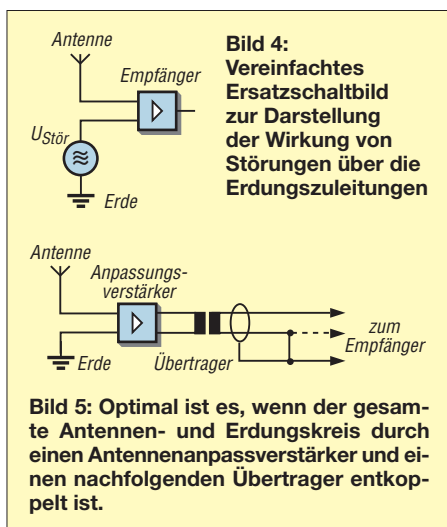 Antenne
Empfänger
UStör
Erde
Bild 4:
Vereinfachtes
Ersatzschaltbild
zur Darstellung
der Wirkung von
Störungen über die
Erdungszuleitungen
Antenne
Anpassungs-
verstärker
Erde
Übertrager
zum
Empfänger
Bild 5: Optimal ist es, wenn der gesam-
te Antennen- und Erdungskreis durch
einen Antennenanpassverstärker und ei-
nen nachfolgenden Übertrager entkop-
pelt ist.